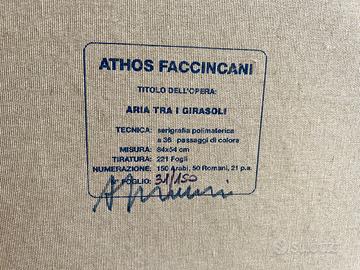 ATHOS FACCINCANI
TITOLO DELL'OPERA:
ARIA TRA I GIRASOLI
TECNICA: serigrafia polimaterica
a 36 passaggi di colore
MISURA: 84x54 cm
TIRATURA: 221 Fogli
NUMERAZIONE: 150 Arabi, 50 Romani, 21 p.a.
N° FOGLIO: 31/150